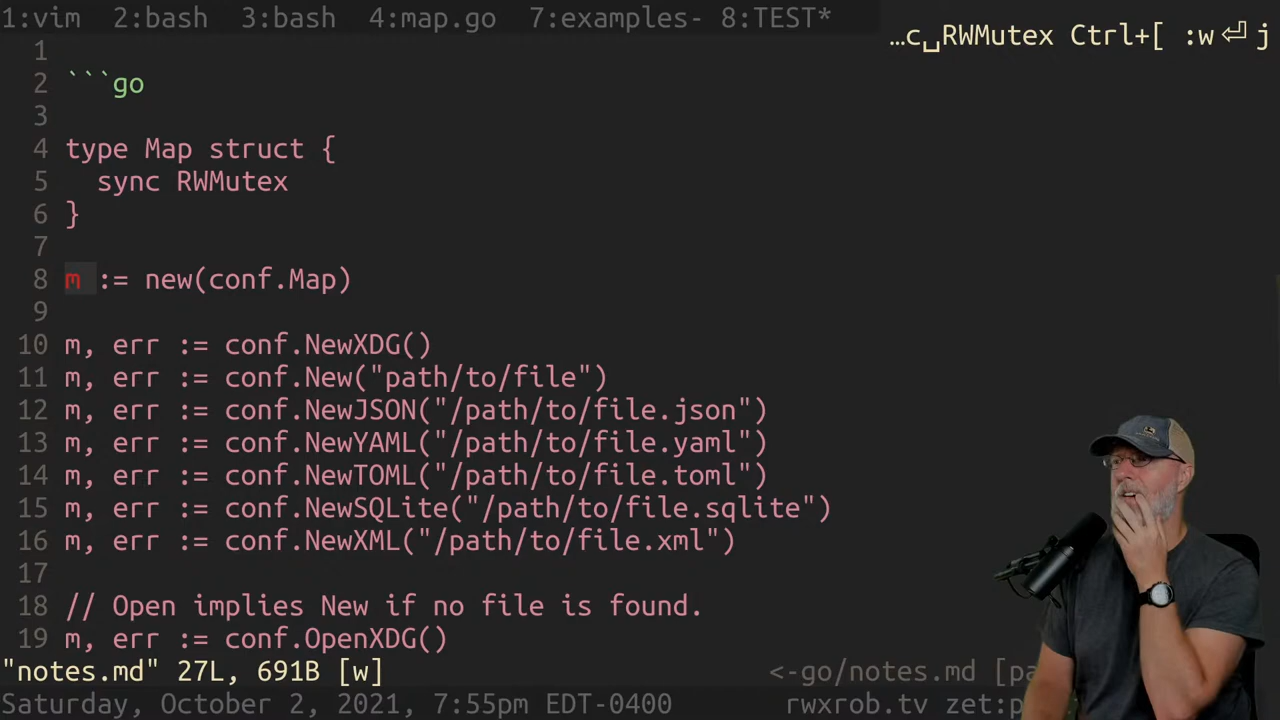 1:vim 2:bash 3:bash 4:map.go 7:examples- 8:TEST*
…c␣RWMutex Ctrl+[ :w⏎ j
1
2 ```go
3
4 type Map struct {
5 sync RWMutex
6 }
7
8 m := new(conf.Map)
9
10 m, err := conf.NewXDG()
11 m, err := conf.New("path/to/file")
12 m, err := conf.NewJSON("/path/to/file.json")
13 m, err := conf.NewYAML("/path/to/file.yaml")
14 m, err := conf.NewTOML("/path/to/file.toml")
15 m, err := conf.NewSQLite("/path/to/file.sqlite")
16 m, err := conf.NewXML("/path/to/file.xml")
17
18 // Open implies New if no file is found.
19 m, err := conf.OpenXDG()
"notes.md" 27L, 691B [w] <-go/notes.md [pa
Saturday, October 2, 2021, 7:55pm EDT-0400 rwxrob.tv zet:p